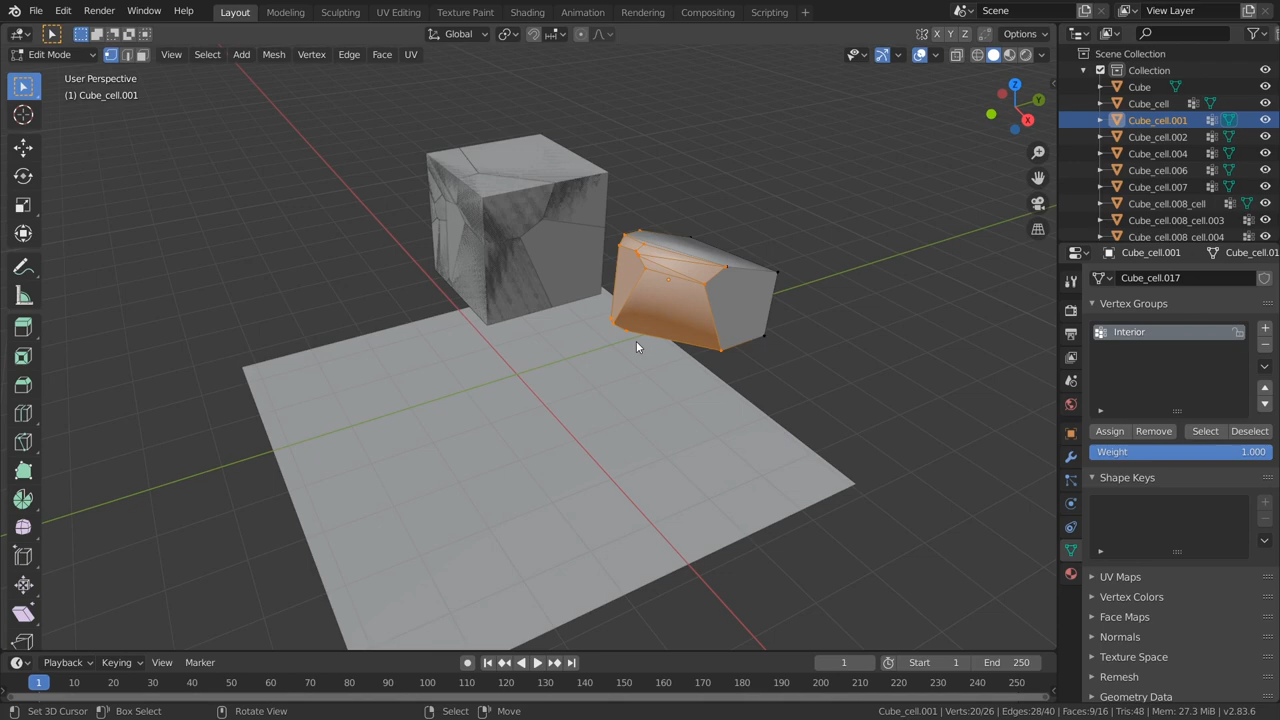 File Edit Render Window Help Layout Modeling Sculpting UV Editing Texture Paint Shading Animation Rendering Compositing Scripting + Scene View Layer
Global X Y Z Options
Edit Mode View Select Add Mesh Vertex Edge Face UV
User Perspective
(1) Cube_cell.001
Z
Y
X
Scene Collection
Collection
Cube
Cube_cell
Cube_cell.001
Cube_cell.002
Cube_cell.004
Cube_cell.006
Cube_cell.007
Cube_cell.008_cell
Cube_cell.008_cell.003
Cube_cell.008_cell.004
Cube_cell.001 Cube_cell.01
Cube_cell.017
Vertex Groups
Interior
Assign Remove Select Deselect
Weight 1.000
Shape Keys
UV Maps
Vertex Colors
Face Maps
Normals
Texture Space
Remesh
Geometry Data
Playback Keying View Marker 1 Start 1 End 250
1 10 20 30 40 50 60 70 80 90 100 110 120 130 140 150 160 170 180 190 200 210 220 230 240 250
Set 3D Cursor Box Select Rotate View Select Move Cube_cell.001 | Verts:20/26 | Edges:28/40 | Faces:9/16 | Tris:48 | Mem: 27.3 MiB | v2.83.6